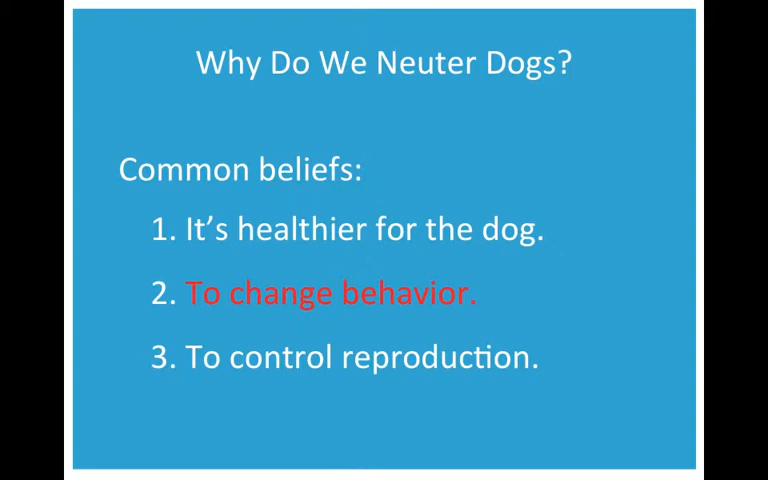 Why Do We Neuter Dogs?
Common beliefs:
1. It’s healthier for the dog.
2. To change behavior.
3. To control reproduction.